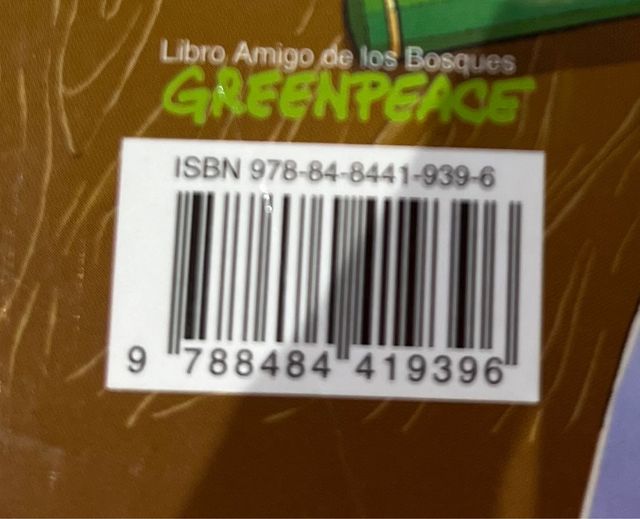 Libro Amigo de los Bosques
GREENPEACE
ISBN 978-84-8441-939-6
9 788484 419396